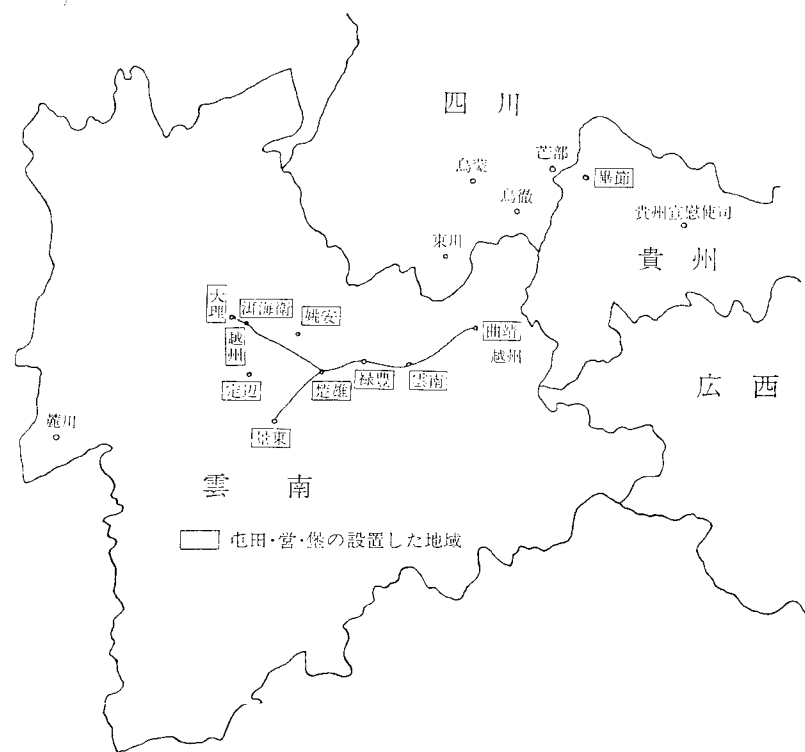 四川
烏蒙
芒部
畢節
烏撒
貴州宣慰使司
東川
貴州
大理
洱海衛
姚安
曲靖
越州
越州
定辺
楚雄
禄豊
雲南
広西
麓川
景東
雲南
屯田・営・堡の設置した地域